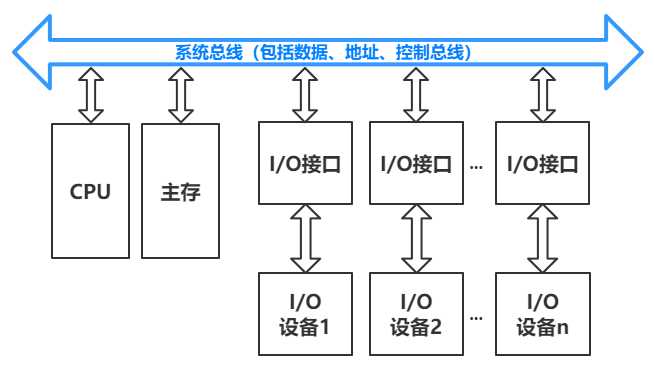 系统总线（包括数据、地址、控制总线）
CPU
主存
I/O接口
I/O接口
...
I/O接口
I/O
设备1
I/O
设备2
...
I/O
设备n